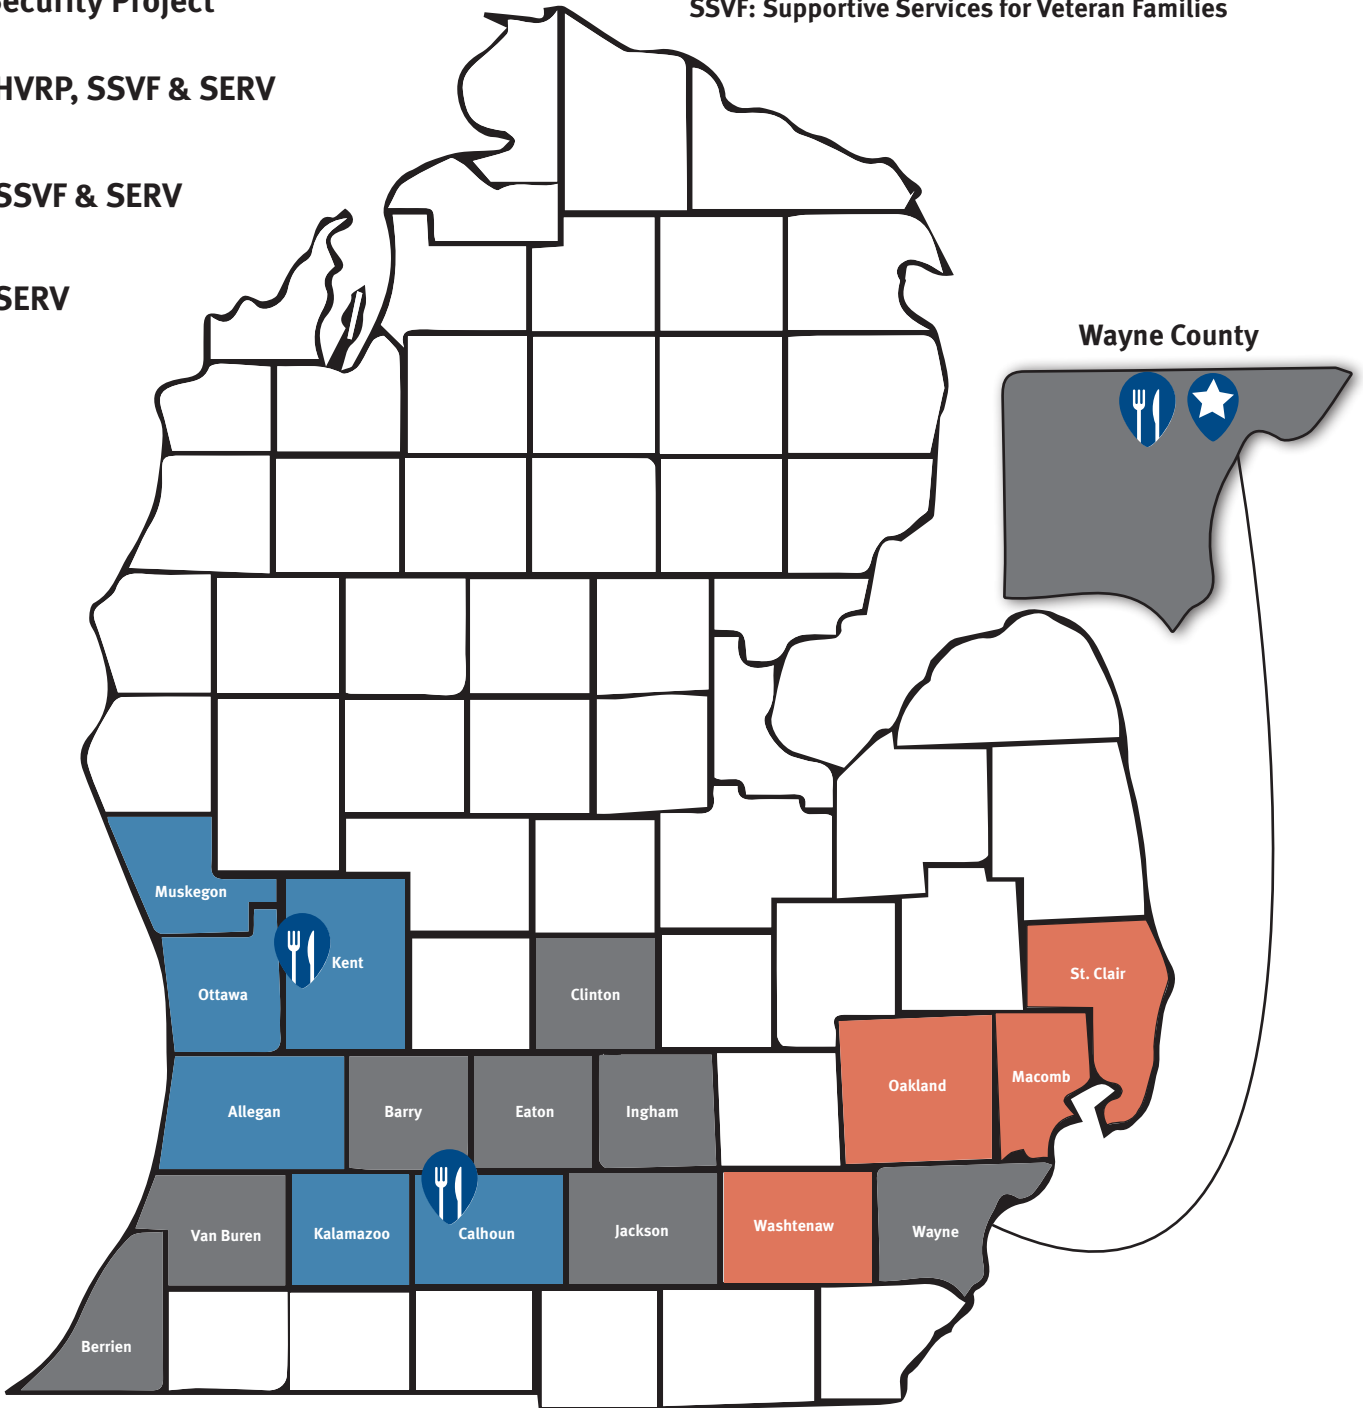 Security Project
SSVF: Supportive Services for Veteran Families
HVRP, SSVF & SERV
SSVF & SERV
SERV
Wayne County
Muskegon
Kent
Ottawa
Clinton
St. Clair
Allegan
Barry
Eaton
Ingham
Oakland
Macomb
Van Buren
Kalamazoo
Calhoun
Jackson
Washtenaw
Wayne
Berrien